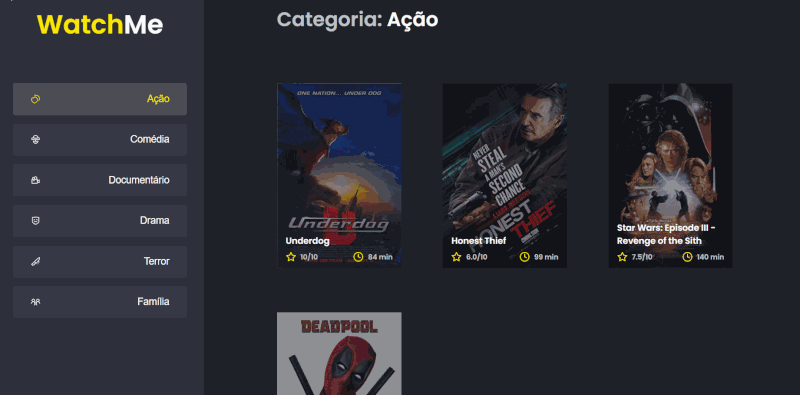 WatchMe
Ação
Comédia
Documentário
Drama
Terror
Família
Categoria: Ação
ONE NATION... UNDER DOG
Underdog
Underdog
10/10
84 min
NEVER
STEAL
A MAN'S
SECOND
CHANCE
HONEST
THIEF
Honest Thief
6.0/10
99 min
Star Wars: Episode III -
Revenge of the Sith
7.5/10
140 min
DEADPOOL